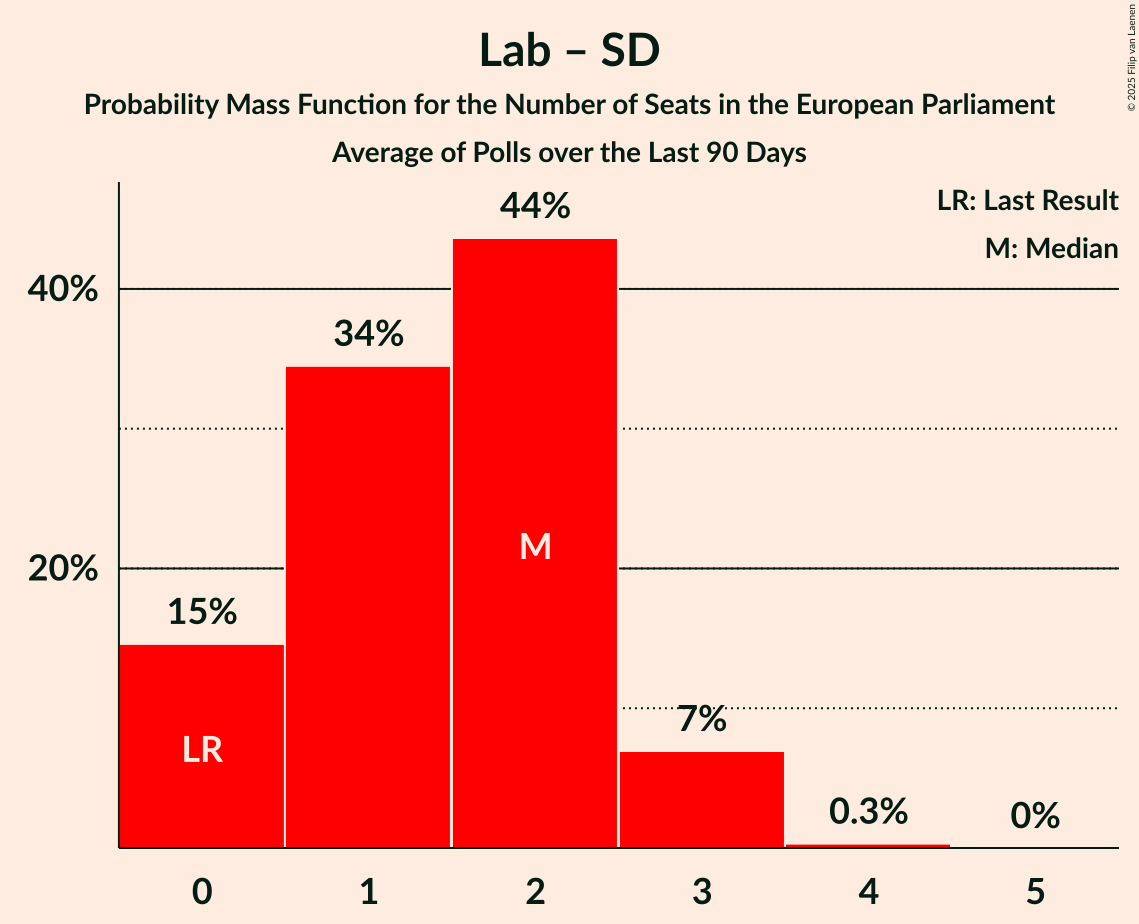 Lab – SD
Probability Mass Function for the Number of Seats in the European Parliament
Average of Polls over the Last 90 Days
© 2025 Filip van Laenen
LR: Last Result
M: Median
44%
40%
34%
M
20%
15%
LR
7%
0.3%
0%
0 1 2 3 4 5